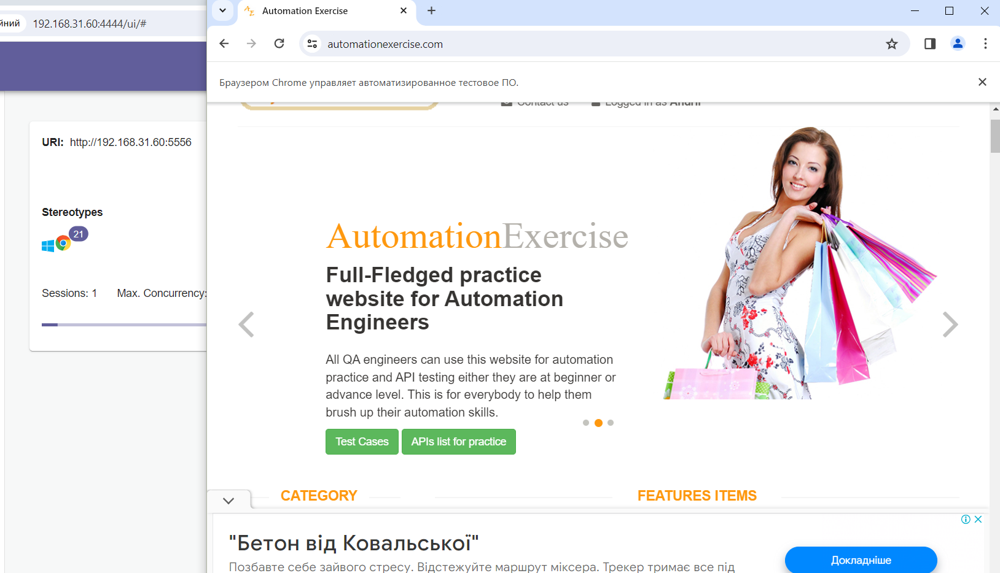 йний
192.168.31.60:4444/ui/#
URI: http://192.168.31.60:5556
Stereotypes
21
Sessions: 1 Max. Concurrency:
Automation Exercise
automationexercise.com
Браузером Chrome управляет автоматизированное тестовое ПО.
Contact us Logged in as Andrii
AutomationExercise
Full-Fledged practice
website for Automation
Engineers
All QA engineers can use this website for automation
practice and API testing either they are at beginner or
advance level. This is for everybody to help them
brush up their automation skills.
Test Cases APIs list for practice
CATEGORY FEATURES ITEMS
"Бетон від Ковальської"
Позбавте себе зайвого стресу. Відстежуйте маршрут міксера. Трекер тримає все під
Докладніше